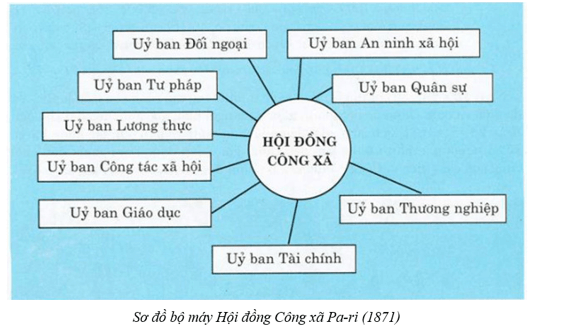 Uỷ ban Đối ngoại
Uỷ ban An ninh xã hội
Uỷ ban Tư pháp
Uỷ ban Quân sự
Uỷ ban Lương thực
HỘI ĐỒNG
CÔNG XÃ
Uỷ ban Công tác xã hội
Uỷ ban Giáo dục
Uỷ ban Thương nghiệp
Uỷ ban Tài chính
Sơ đồ bộ máy Hội đồng Công xã Pa-ri (1871)